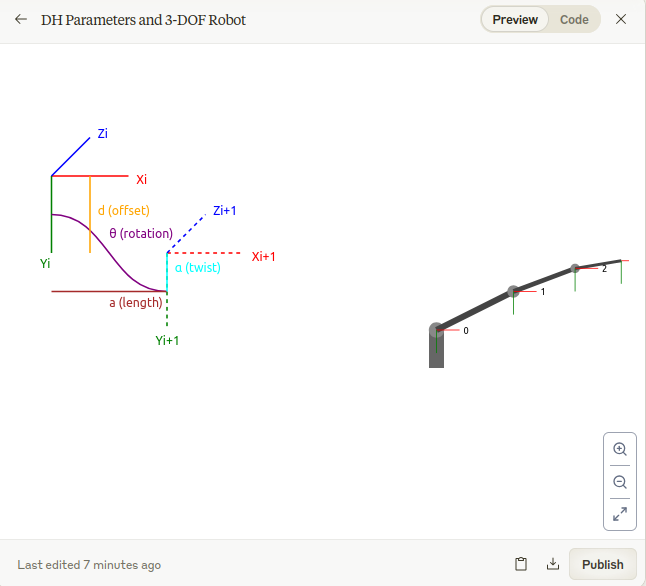 DH Parameters and 3-DOF Robot
Preview
Code
Zi
Xi
d (offset)
Zi+1
θ (rotation)
Xi+1
Yi
α (twist)
a (length)
Yi+1
2
1
0
Last edited 7 minutes ago
Publish